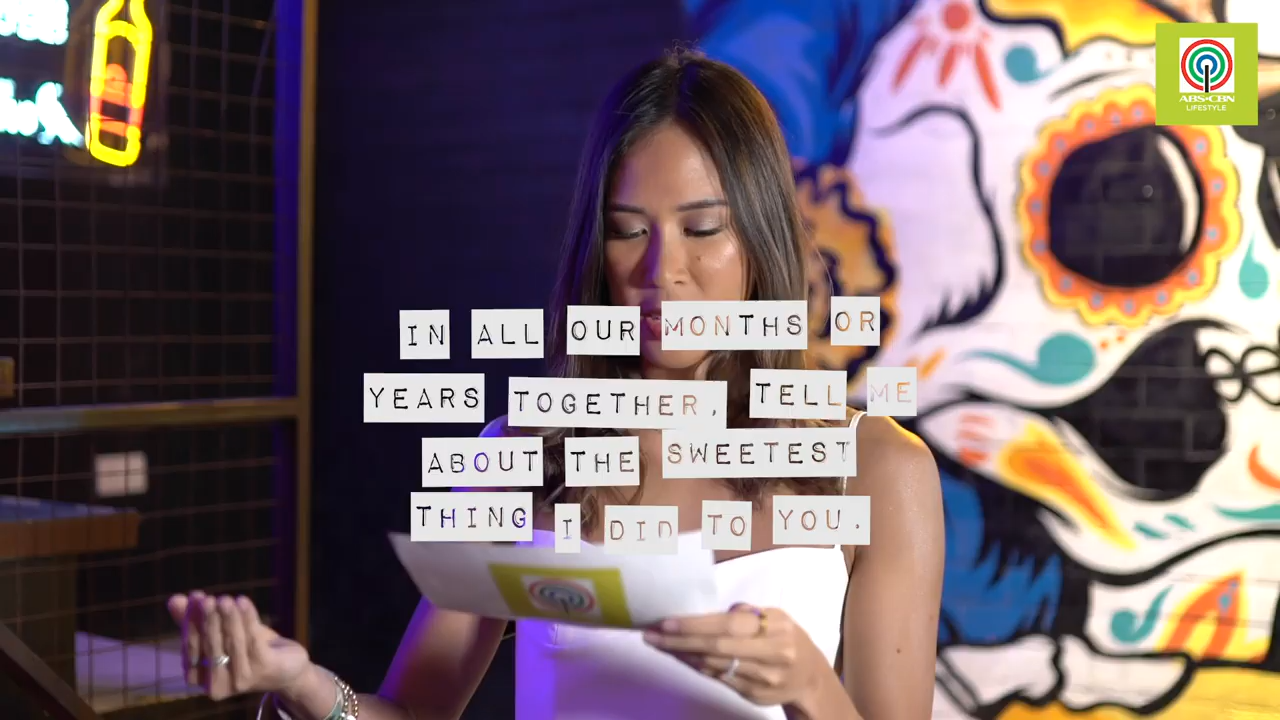 ABS-CBN
LIFESTYLE
IN ALL OUR MONTHS OR
YEARS TOGETHER, TELL ME
ABOUT THE SWEETEST
THING I DID TO YOU.